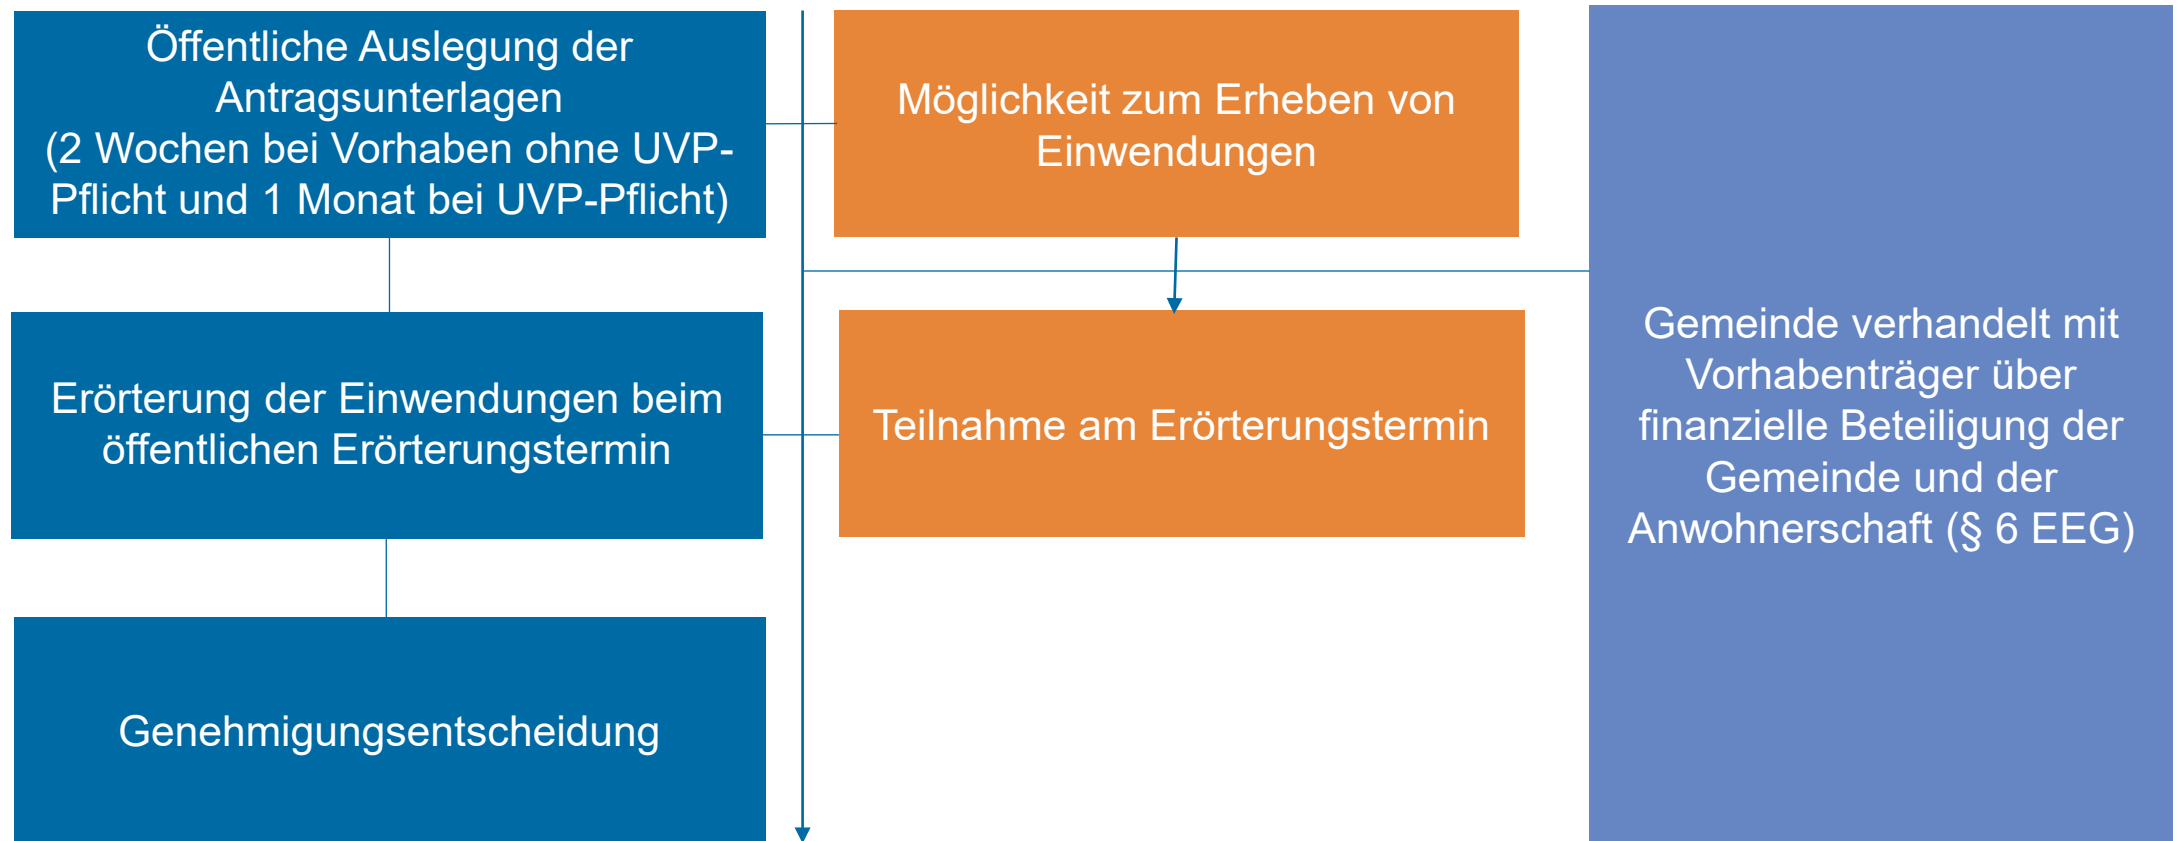 Öffentliche Auslegung der
Antragsunterlagen
(2 Wochen bei Vorhaben ohne UVP-
Pflicht und 1 Monat bei UVP-Pflicht)
Möglichkeit zum Erheben von
Einwendungen
Erörterung der Einwendungen beim
öffentlichen Erörterungstermin
Teilnahme am Erörterungstermin
Genehmigungsentscheidung
Gemeinde verhandelt mit
Vorhabenträger über
finanzielle Beteiligung der
Gemeinde und der
Anwohnerschaft (§ 6 EEG)